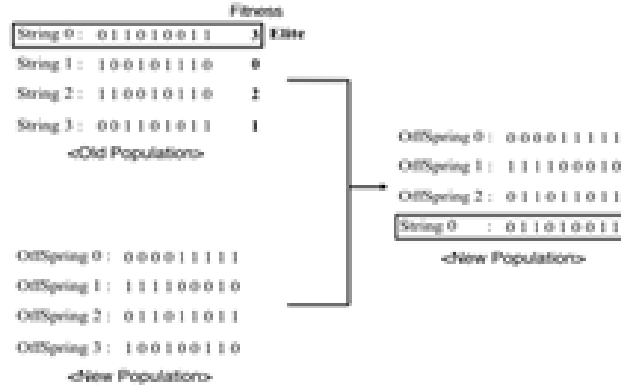 Fitness
String 0 : 0 1 1 0 1 0 0 1 1 3 Elite
String 1 : 1 0 0 1 0 1 1 1 0 0
String 2 : 1 1 0 0 1 0 1 1 0 2
String 3 : 0 0 1 1 0 1 0 1 1 1
<Old Population>
OffSpring 0 : 0 0 0 0 1 1 1 1 1
OffSpring 1 : 1 1 1 1 0 0 0 1 0
OffSpring 2 : 0 1 1 0 1 1 0 1 1
OffSpring 3 : 1 0 0 1 0 0 1 1 0
<New Population>
OffSpring 0 : 0 0 0 0 1 1 1 1 1
OffSpring 1 : 1 1 1 1 0 0 0 1 0
OffSpring 2 : 0 1 1 0 1 1 0 1 1
String 0 : 0 1 1 0 1 0 0 1 1
<New Population>